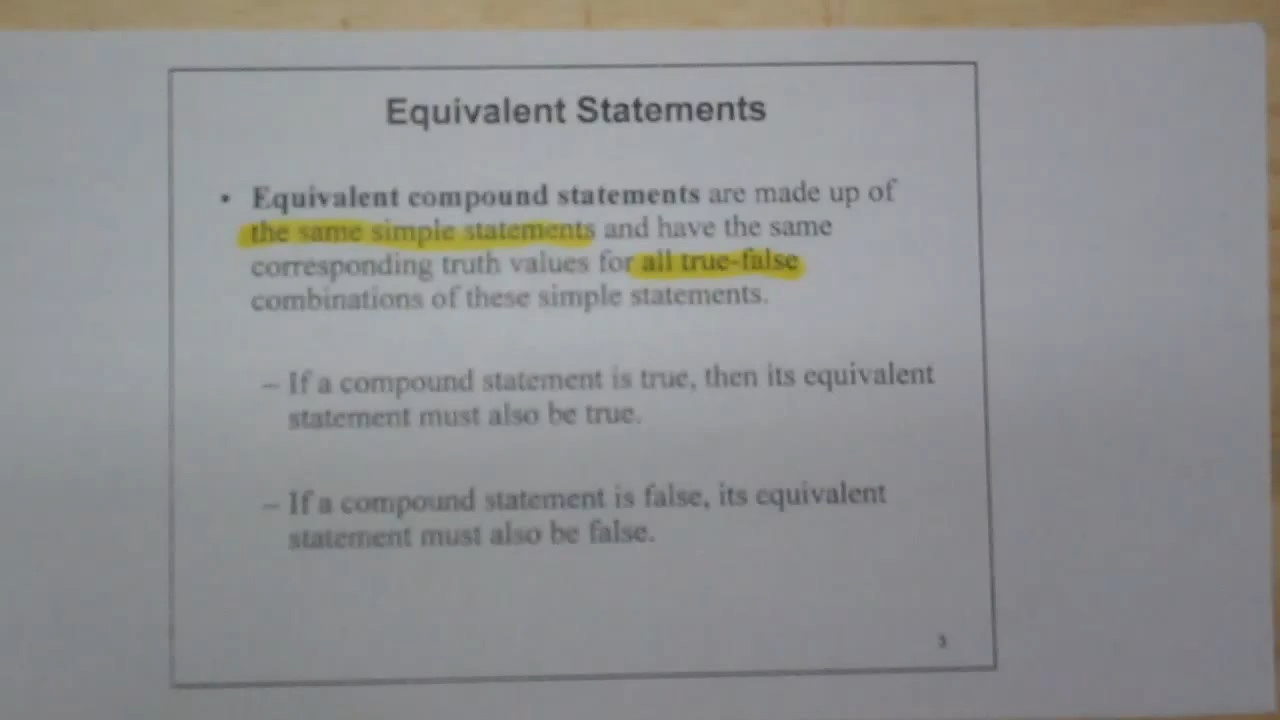 Equivalent Statements
• Equivalent compound statements are made up of
the same simple statements and have the same
corresponding truth values for all true-false
combinations of these simple statements.
– If a compound statement is true, then its equivalent
statement must also be true.
– If a compound statement is false, its equivalent
statement must also be false.
3